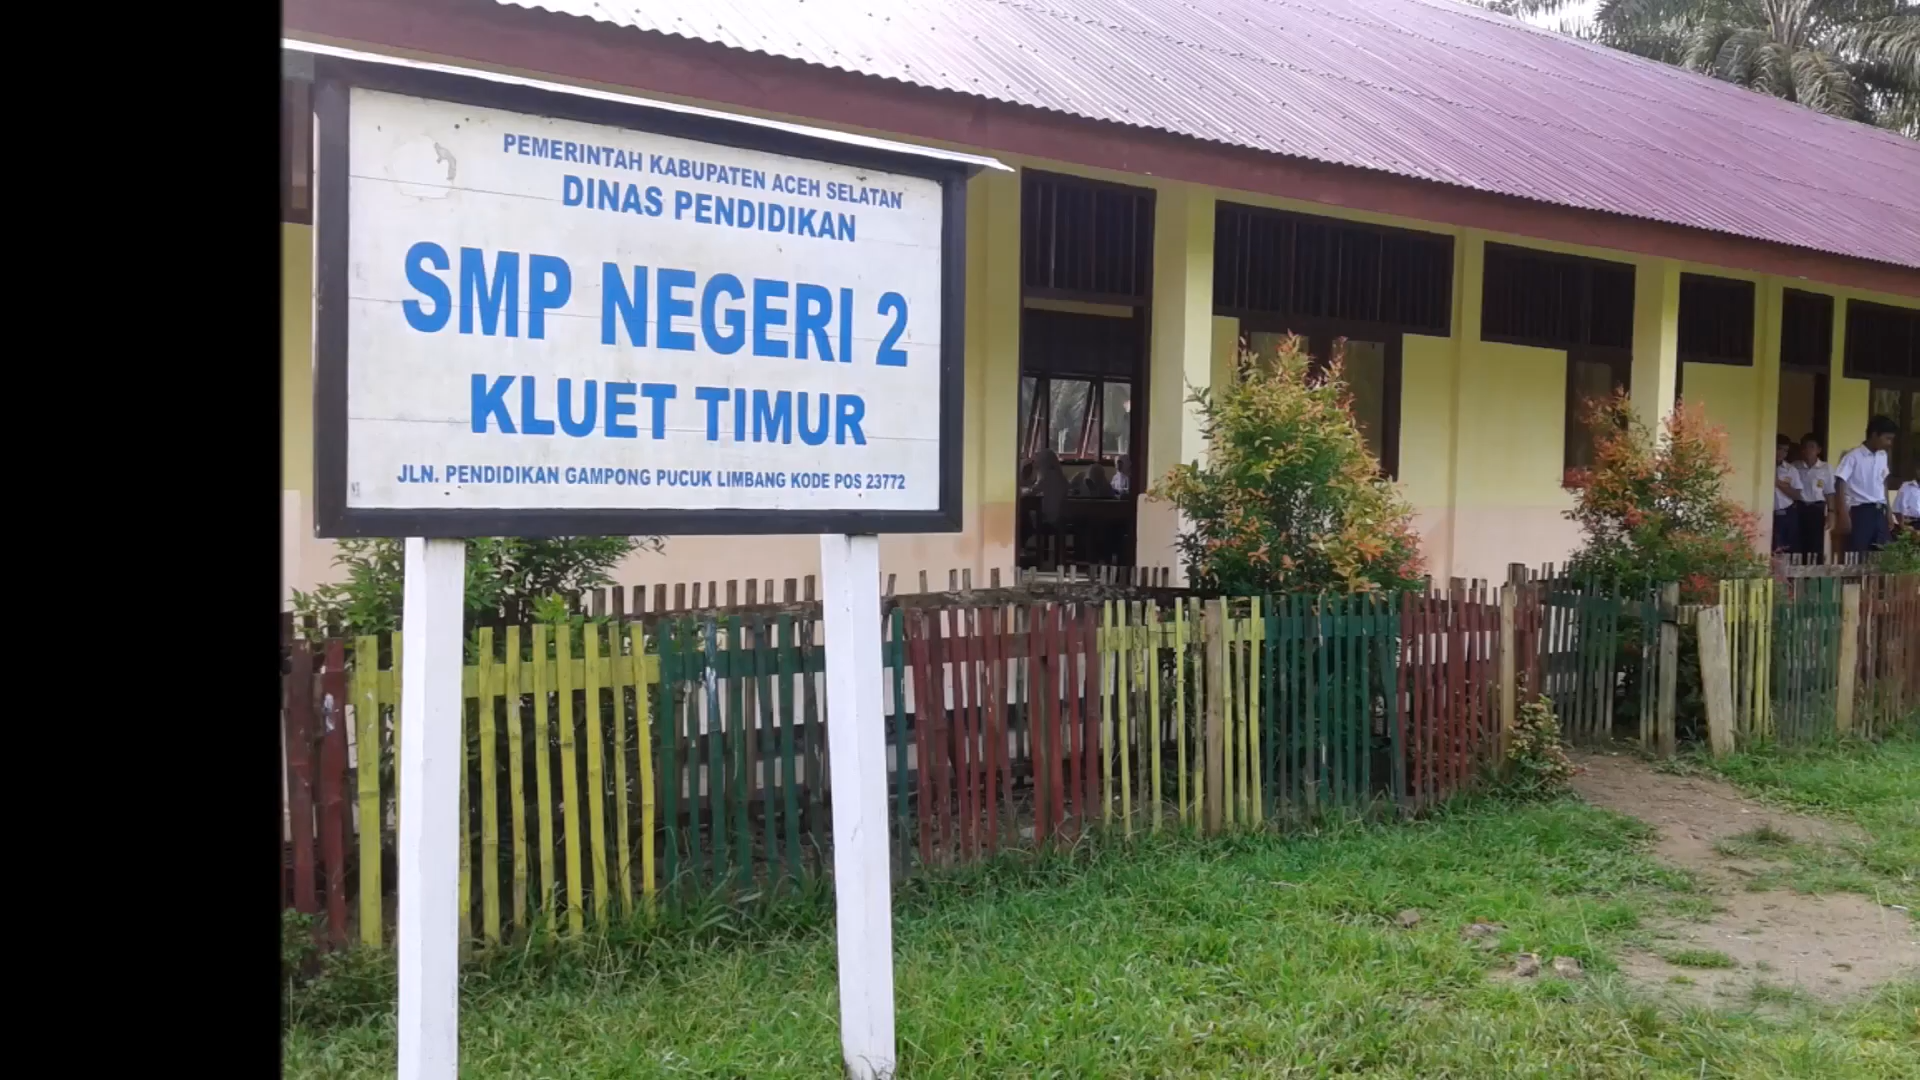 PEMERINTAH KABUPATEN ACEH SELATAN
DINAS PENDIDIKAN
SMP NEGERI 2
KLUET TIMUR
JLN. PENDIDIKAN GAMPONG PUCUK LIMBANG KODE POS 23772